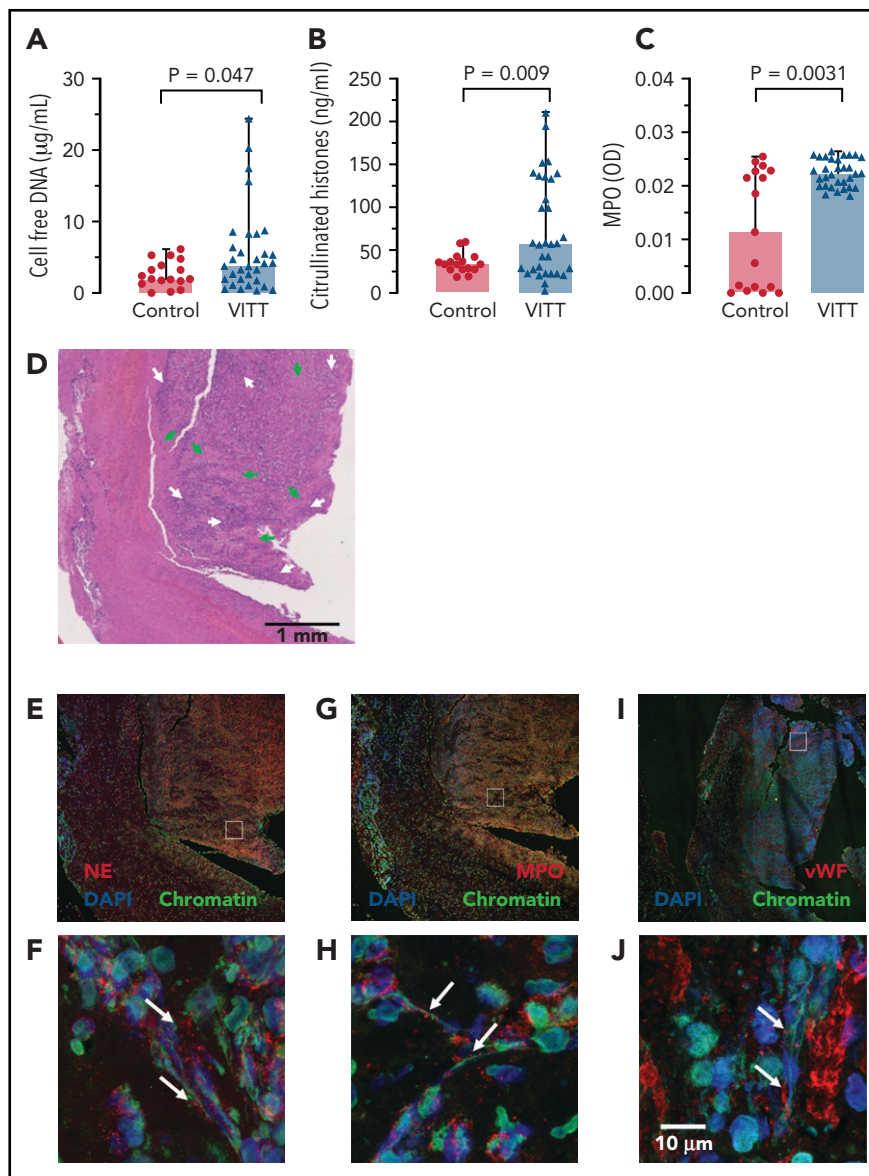 A
P = 0.047
Cell free DNA (μg/mL)
30
20
10
5
0
Control
VITT
B
P = 0.009
Citrullinated histones (ng/ml)
250
200
150
100
50
0
Control
VITT
C
P = 0.0031
MPO (OD)
0.04
0.03
0.02
0.01
0.00
Control
VITT
D
1 mm
E
NE
DAPI
Chromatin
G
MPO
DAPI
Chromatin
I
vWF
DAPI
Chromatin
F
H
J
10 μm